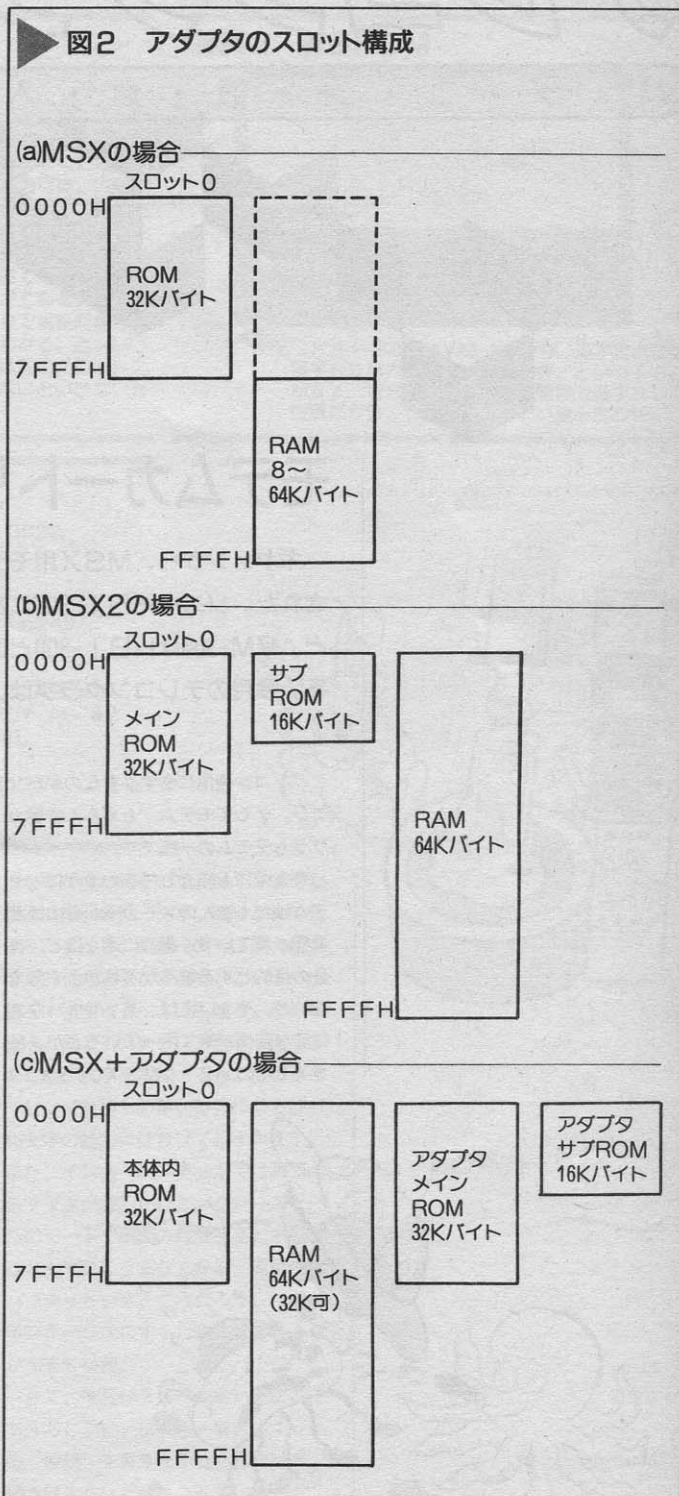 図2 アダプタのスロット構成
(a)MSXの場合
スロット0
0000H
ROM
32Kバイト
7FFFH
RAM
8〜
64Kバイト
FFFFH
(b)MSX2の場合
スロット0
0000H
メイン
ROM
32Kバイト
7FFFH
サブ
ROM
16Kバイト
RAM
64Kバイト
FFFFH
(c)MSX+アダプタの場合
スロット0
0000H
本体内
ROM
32Kバイト
7FFFH
RAM
64Kバイト
(32K可)
FFFFH
アダプタ
メイン
ROM
32Kバイト
アダプタ
サブROM
16Kバイト